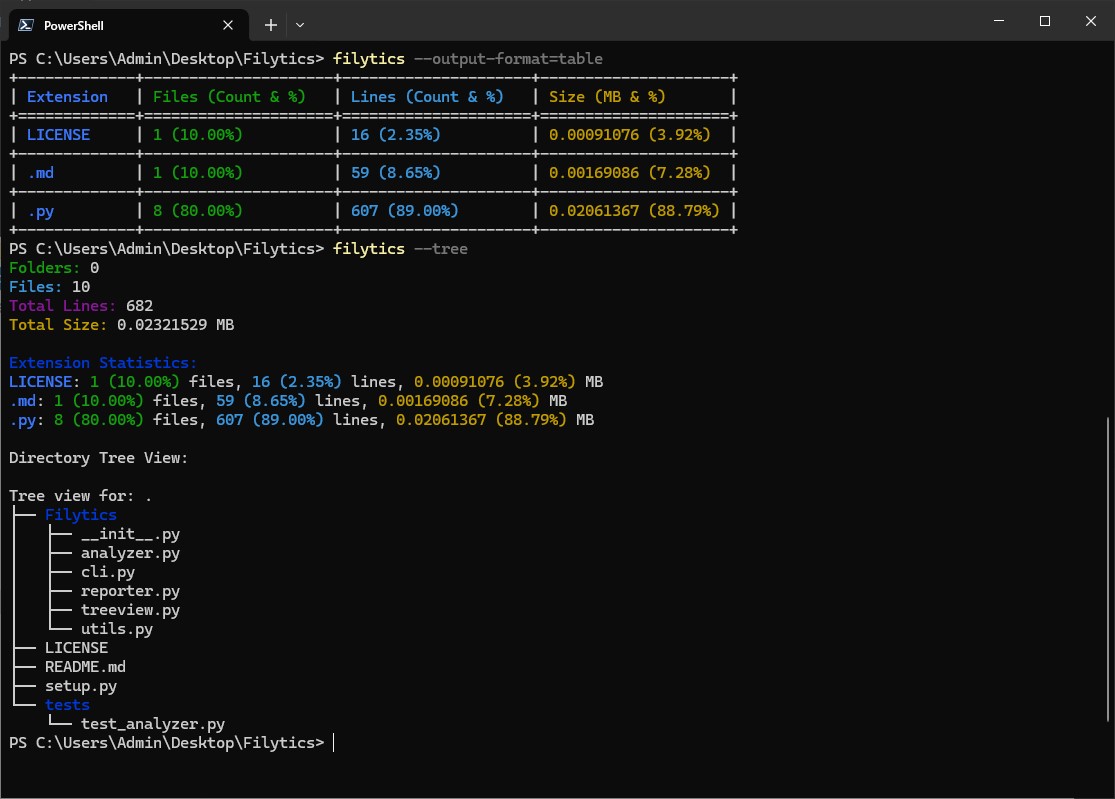 PowerShell
PS C:\Users\Admin\Desktop\Filytics> filytics --output-format=table
+-------------+---------------------+---------------------+---------------------+
| Extension   | Files (Count & %)   | Lines (Count & %)   | Size (MB & %)       |
+=============+=====================+=====================+=====================+
| LICENSE     | 1 (10.00%)          | 16 (2.35%)          | 0.00091076 (3.92%)  |
+-------------+---------------------+---------------------+---------------------+
| .md         | 1 (10.00%)          | 59 (8.65%)          | 0.00169086 (7.28%)  |
+-------------+---------------------+---------------------+---------------------+
| .py         | 8 (80.00%)          | 607 (89.00%)        | 0.02061367 (88.79%) |
+-------------+---------------------+---------------------+---------------------+
PS C:\Users\Admin\Desktop\Filytics> filytics --tree
Folders: 0
Files: 10
Total Lines: 682
Total Size: 0.02321529 MB

Extension Statistics:
LICENSE: 1 (10.00%) files, 16 (2.35%) lines, 0.00091076 (3.92%) MB
.md: 1 (10.00%) files, 59 (8.65%) lines, 0.00169086 (7.28%) MB
.py: 8 (80.00%) files, 607 (89.00%) lines, 0.02061367 (88.79%) MB

Directory Tree View:

Tree view for: .
├── Filytics
│   ├── __init__.py
│   ├── analyzer.py
│   ├── cli.py
│   ├── reporter.py
│   ├── treeview.py
│   └── utils.py
├── LICENSE
├── README.md
├── setup.py
└── tests
    └── test_analyzer.py
PS C:\Users\Admin\Desktop\Filytics>